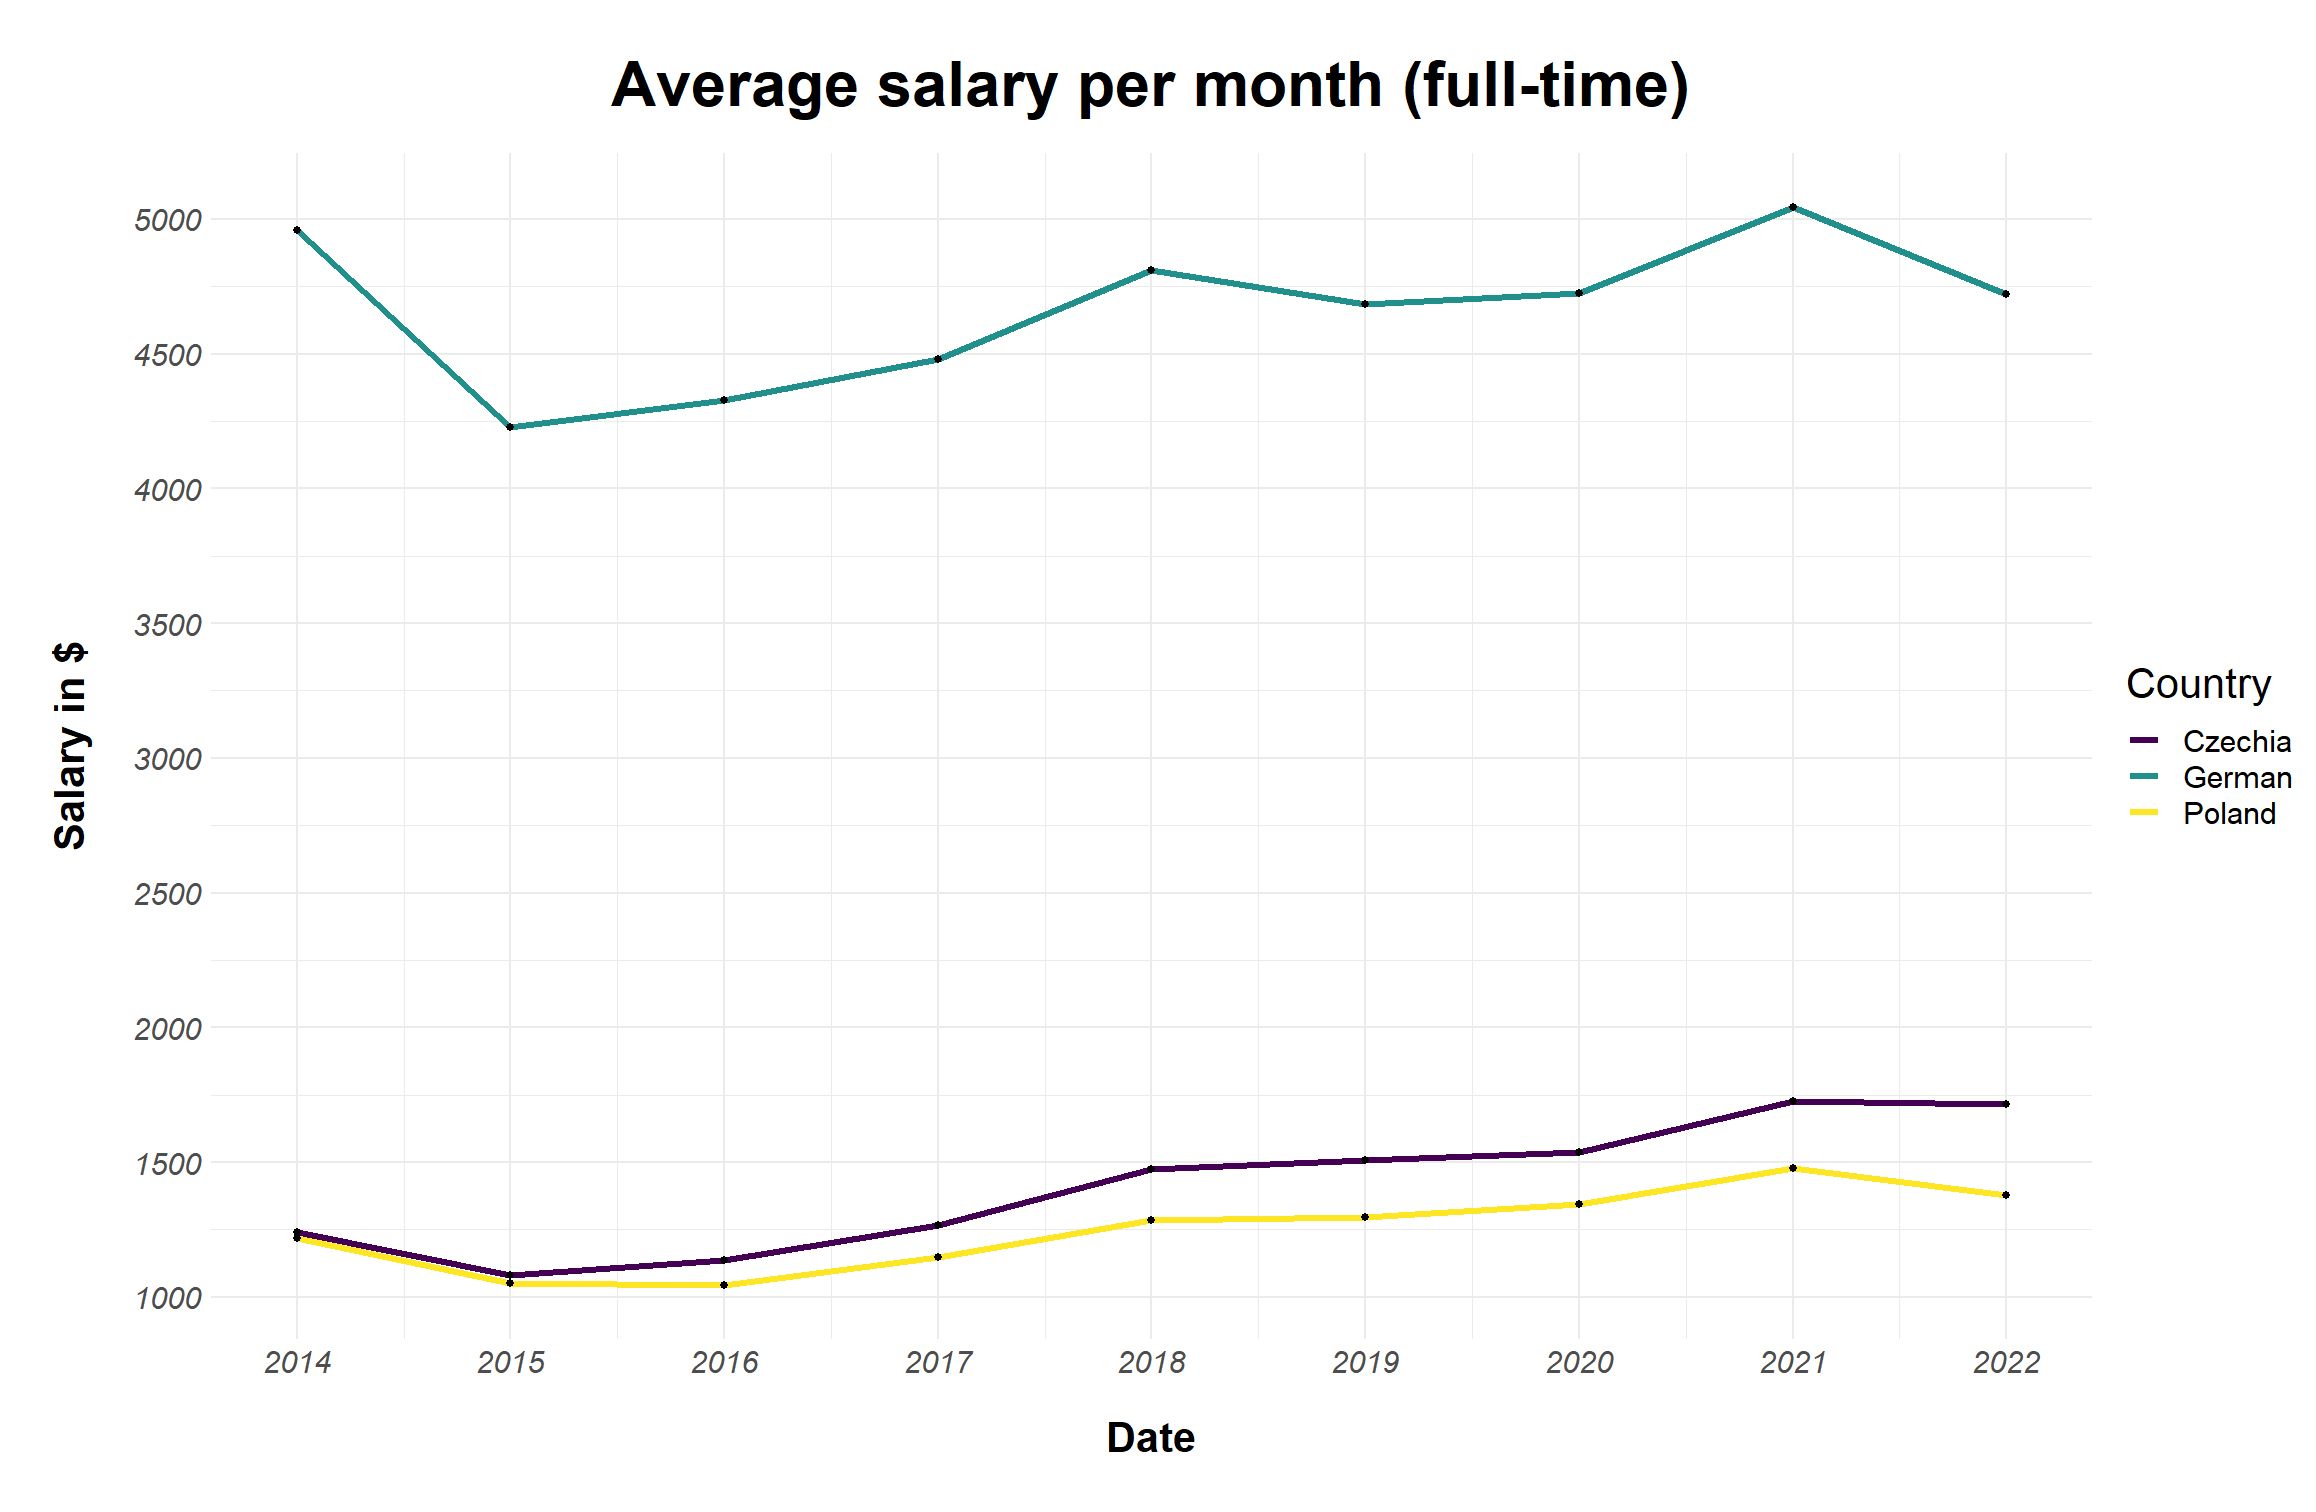 Average salary per month (full-time)
Salary in $
5000
4500
4000
3500
3000
2500
2000
1500
1000
2014 2015 2016 2017 2018 2019 2020 2021 2022
Date
Country
Czechia
German
Poland